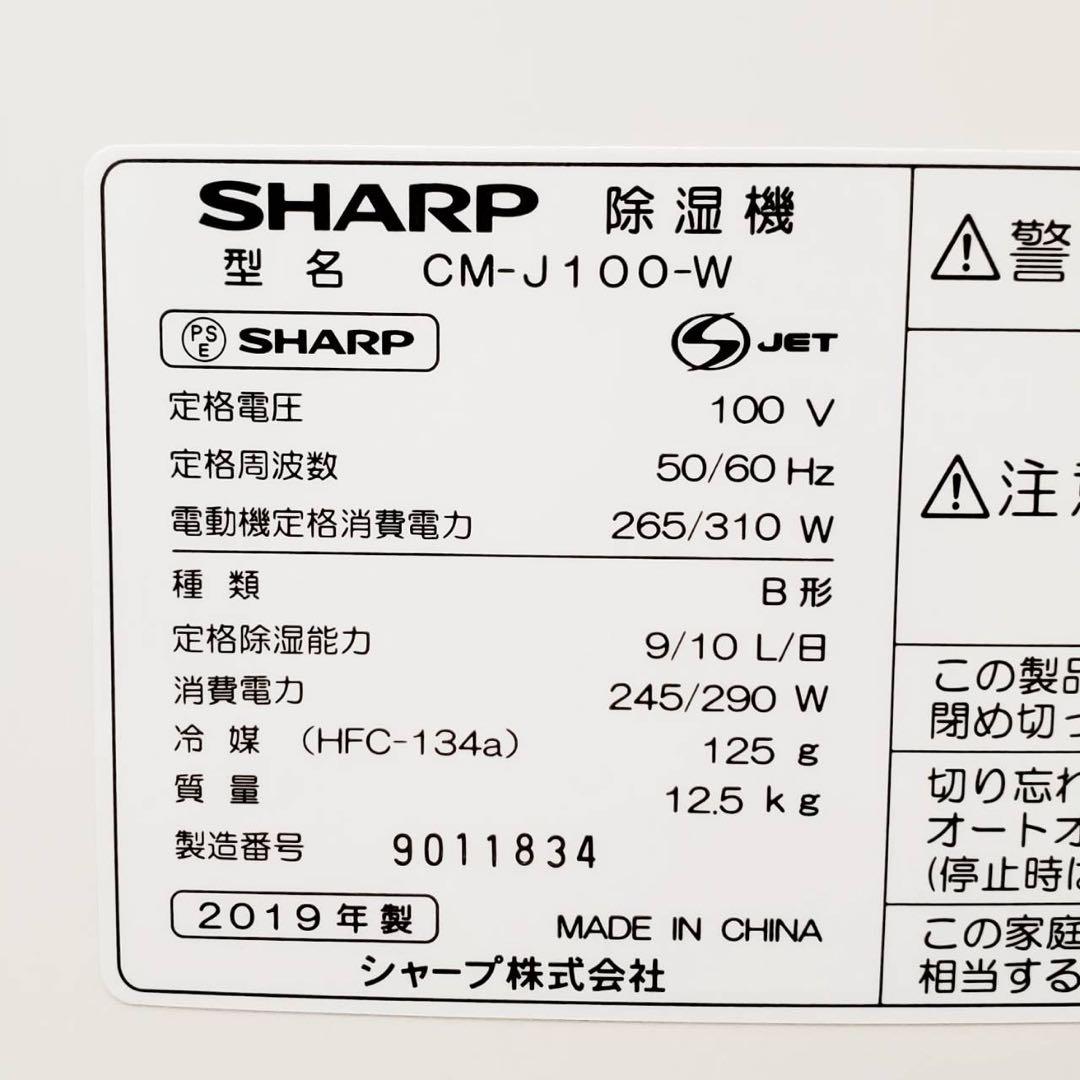 SHARP 除湿機
型名 CM-J100-W
PSE SHARP
S JET
定格電圧 100 V
定格周波数 50/60 Hz
電動機定格消費電力 265/310 W
種類 B形
定格除湿能力 9/10 L/日
消費電力 245/290 W
冷媒 (HFC-134a) 125 g
質量 12.5 kg
製造番号 9011834
2019年製 MADE IN CHINA
シャープ株式会社
警
注
この製品
閉め切っ
切り忘れ
オートオ
(停止時は
この家庭
相当する